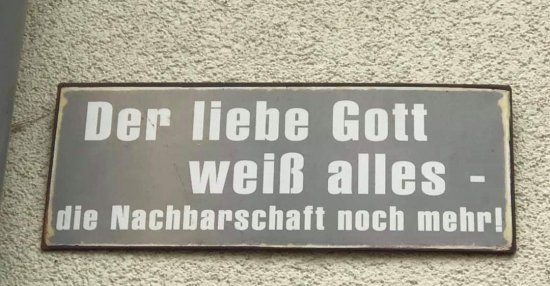 Der liebe Gott
weiß alles -
die Nachbarschaft noch mehr!